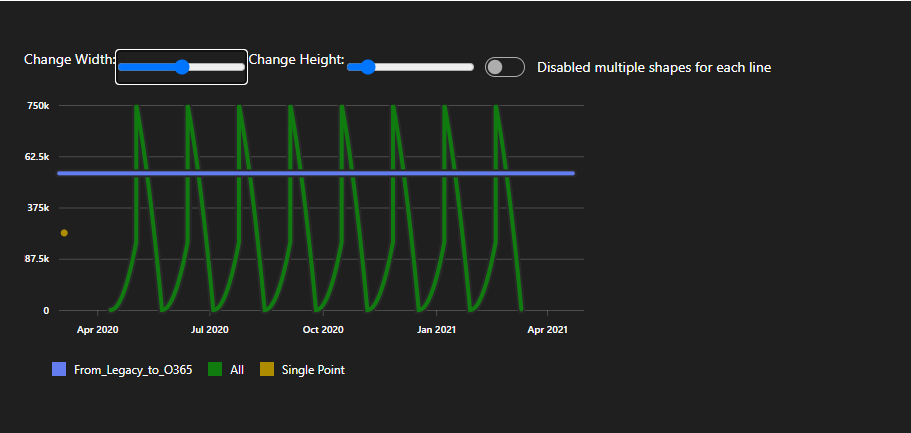 Change Width: Change Height: Disabled multiple shapes for each line
750k
62.5k
375k
87.5k
0
Apr 2020 Jul 2020 Oct 2020 Jan 2021 Apr 2021
From_Legacy_to_O365 All Single Point